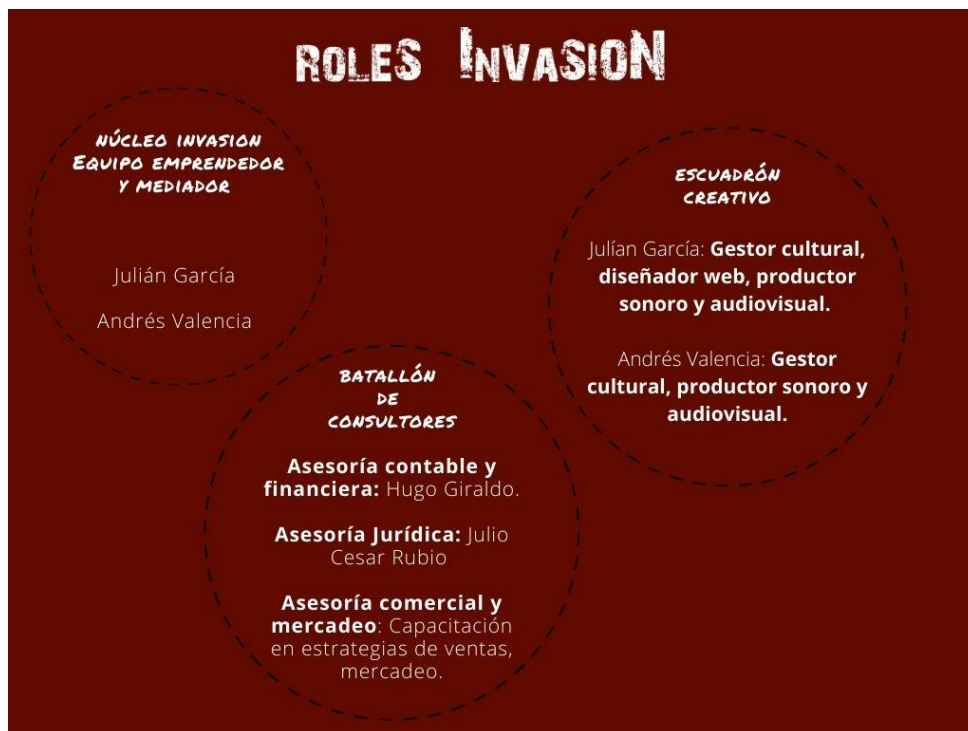 ROLES INVASION
NÚCLEO INVASION
EQUIPO EMPRENDEDOR
Y MEDIADOR
Julián García
Andrés Valencia
ESCUADRÓN
CREATIVO
Julían García: Gestor cultural,
diseñador web, productor
sonoro y audiovisual.
Andrés Valencia: Gestor
cultural, productor sonoro y
audiovisual.
BATALLÓN
DE
CONSULTORES
Asesoría contable y
financiera: Hugo Giraldo.
Asesoría Jurídica: Julio
Cesar Rubio
Asesoría comercial y
mercadeo: Capacitación
en estrategias de ventas,
mercadeo.